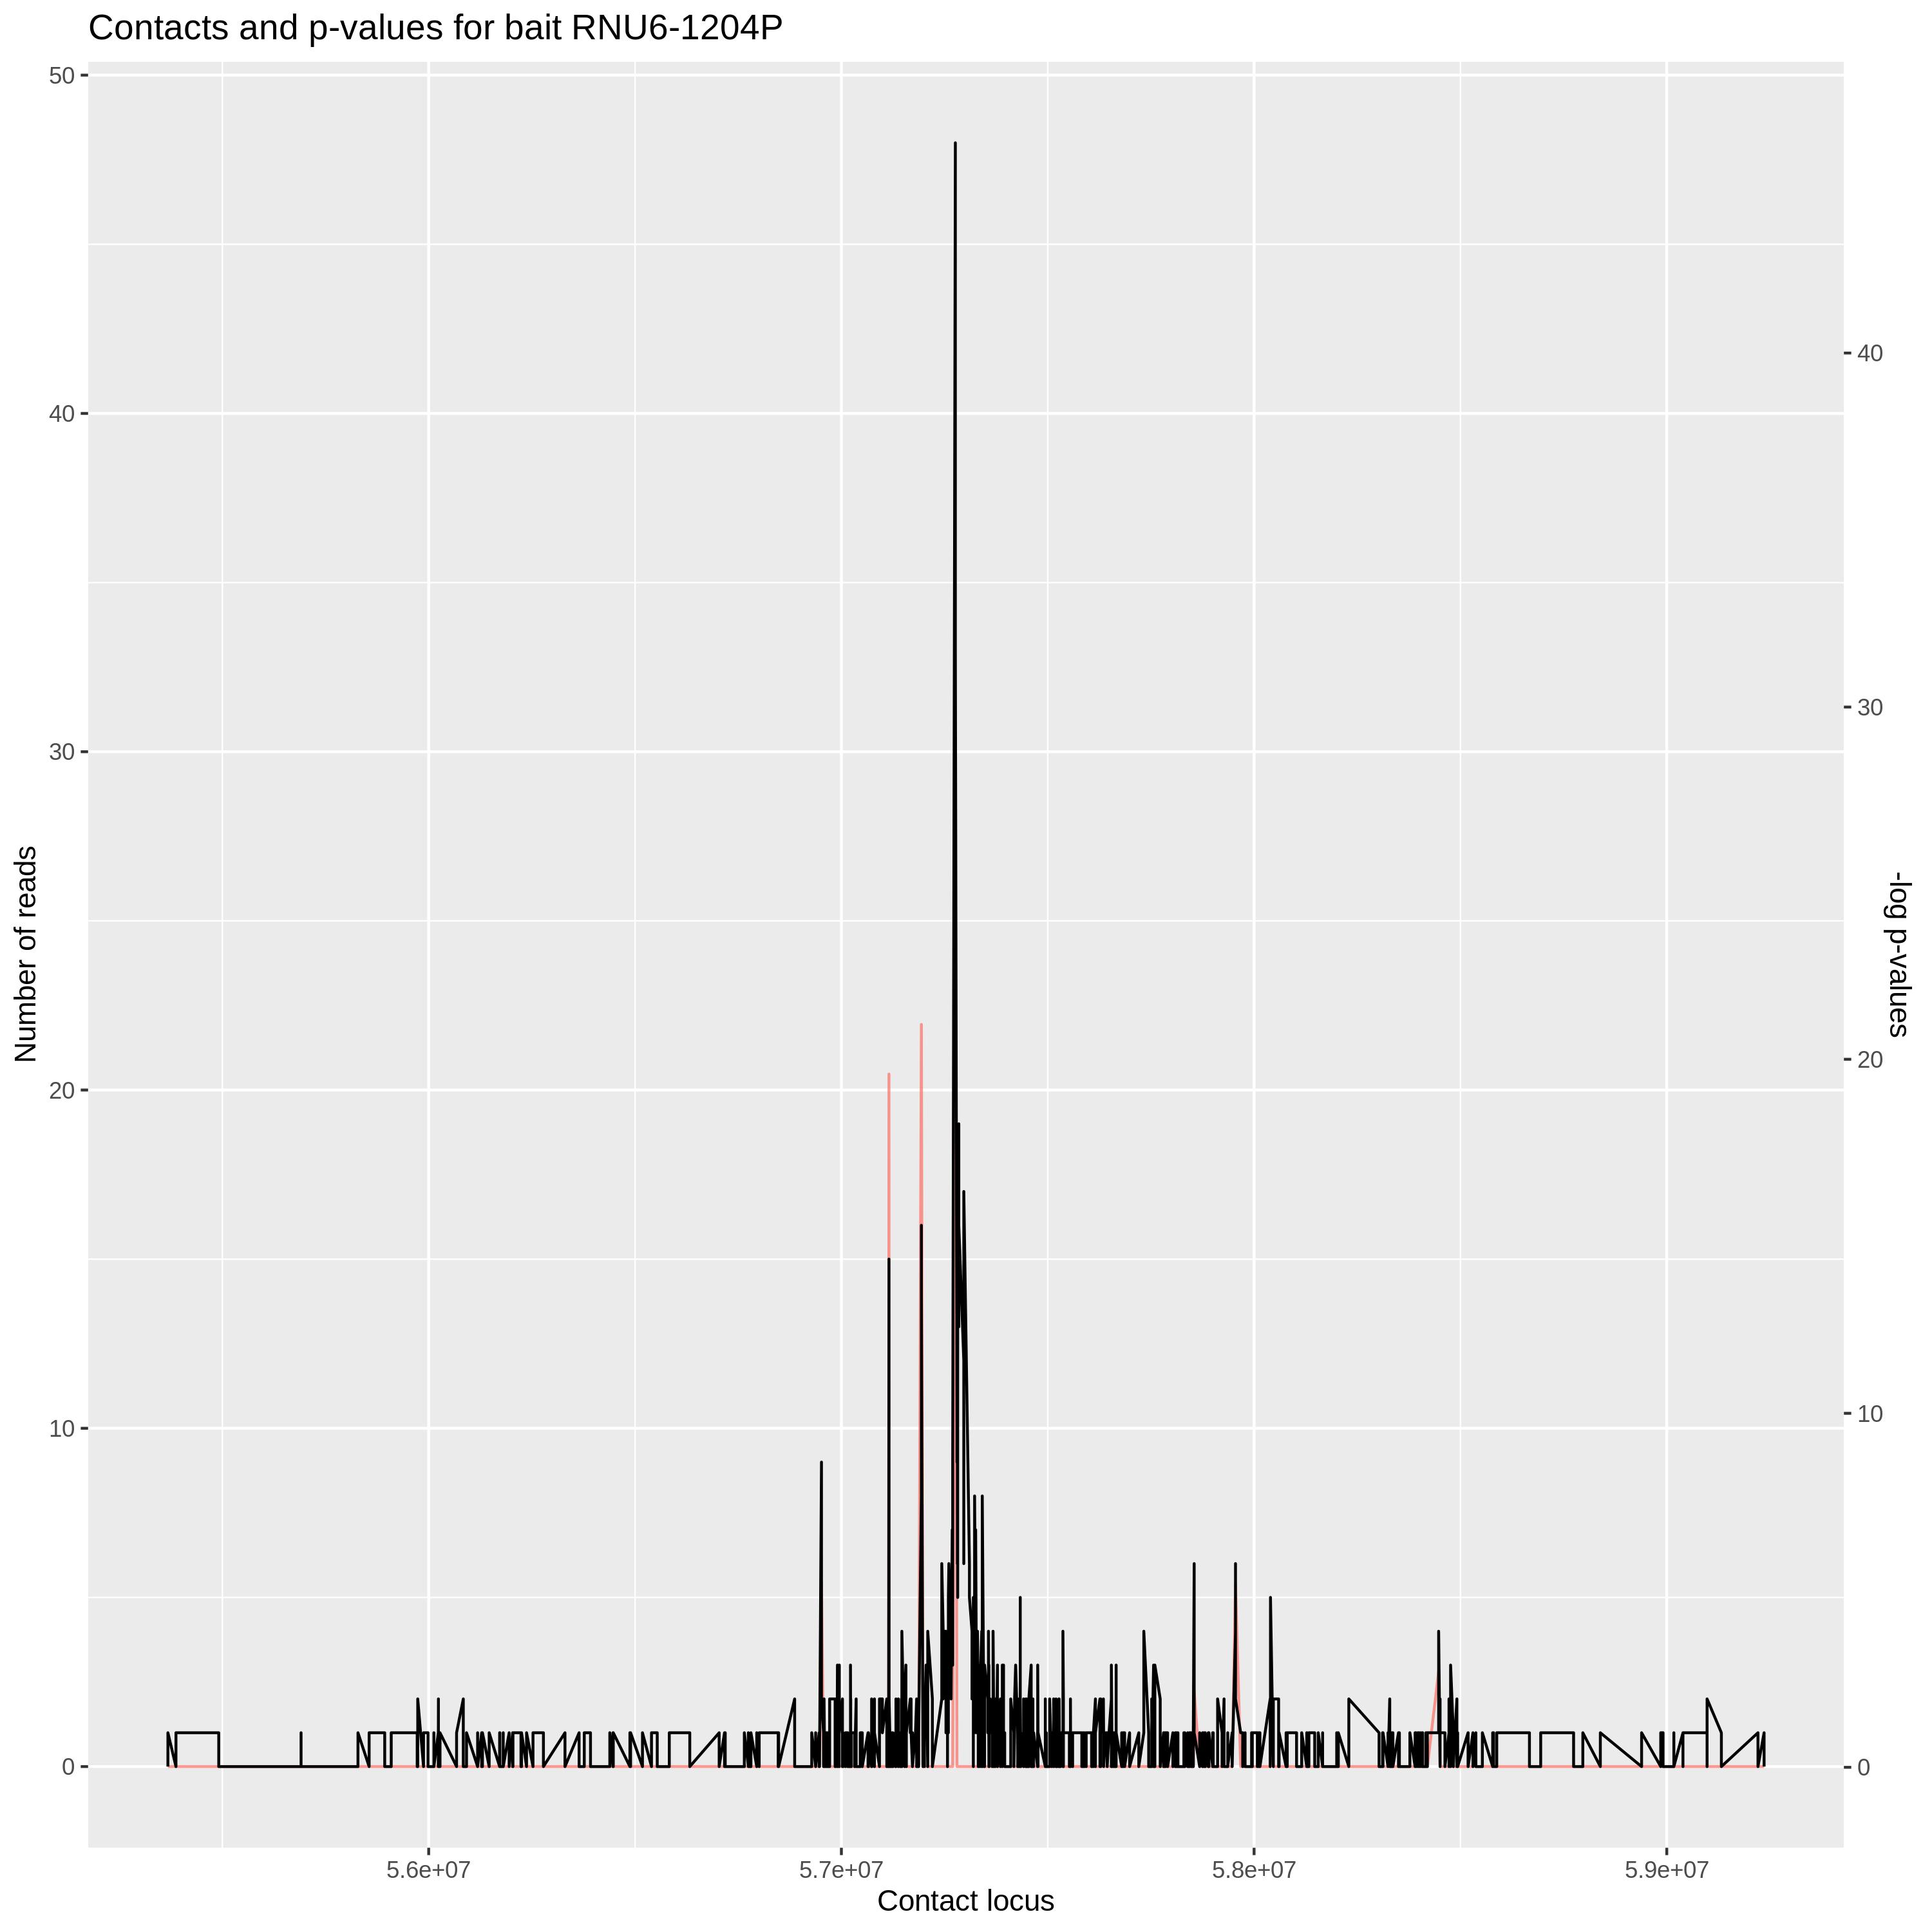 Contacts and p-values for bait RNU6-1204P
50
40
30
20
10
0
Number of reads
40
30
20
10
0
-log p-values
5.6e+07
5.7e+07
5.8e+07
5.9e+07
Contact locus